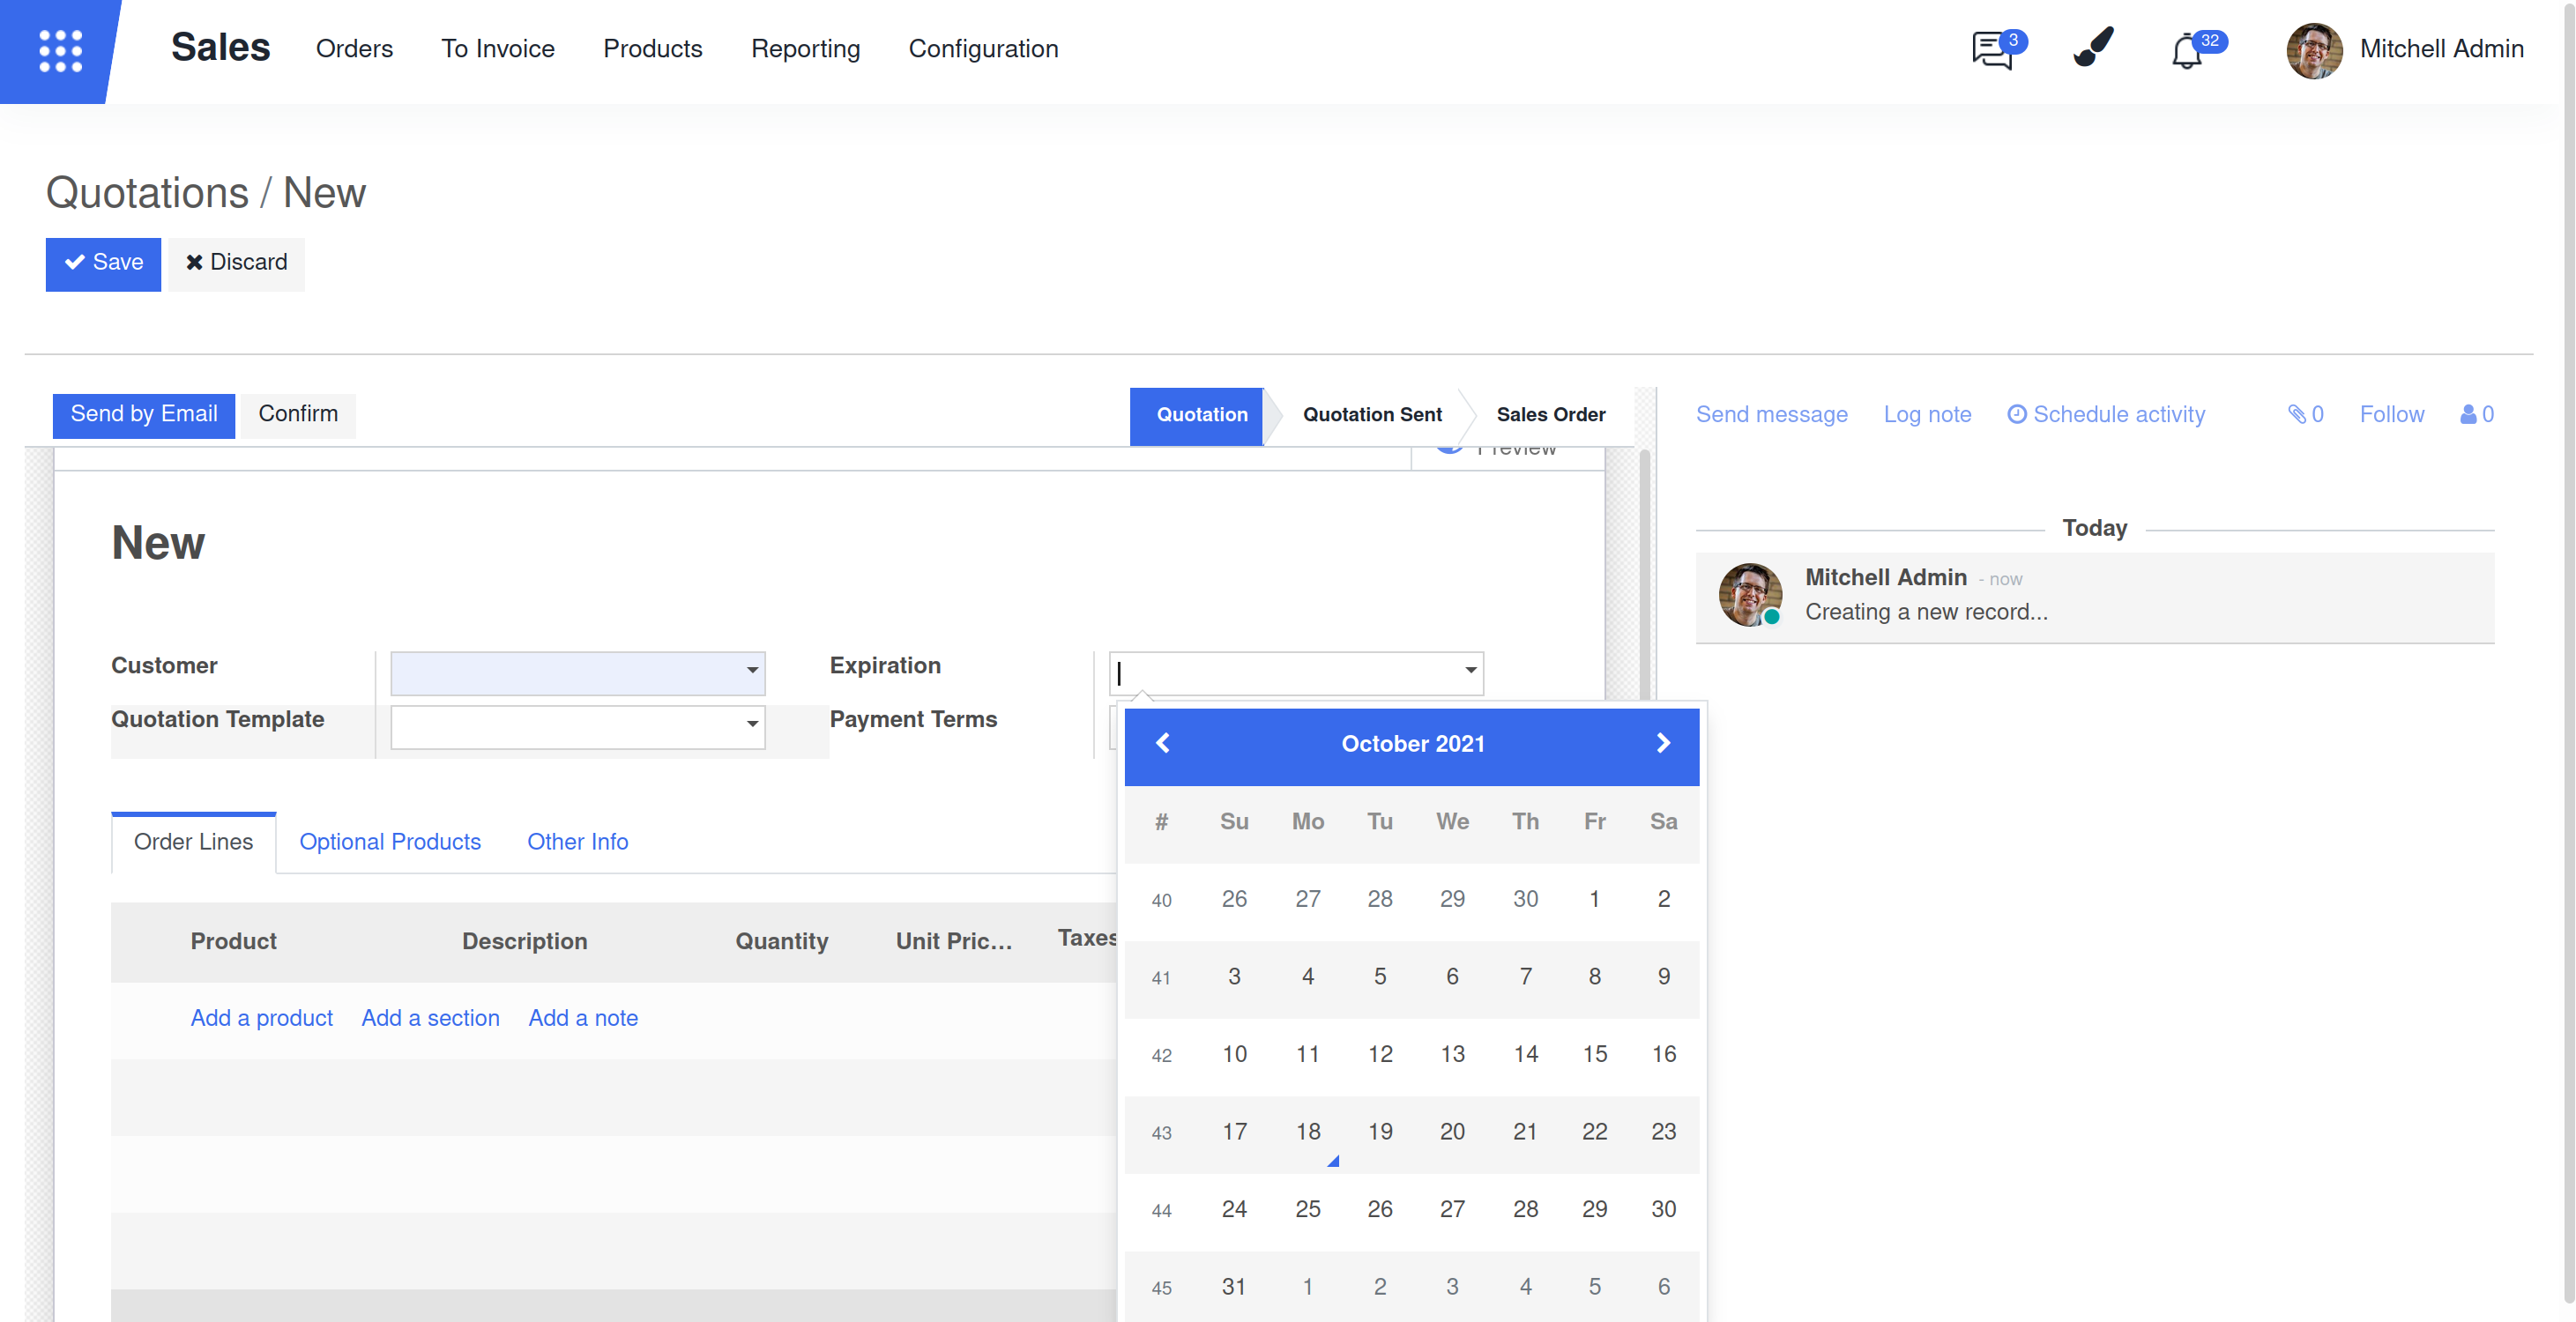 Sales Orders To Invoice Products Reporting Configuration 3 32 Mitchell Admin
Quotations / New
Save Discard
Send by Email Confirm Quotation Quotation Sent Sales Order Send message Log note Schedule activity 0 Follow 0
Preview
New
Today
Mitchell Admin - now
Creating a new record...
Customer Expiration
Quotation Template Payment Terms
October 2021
Order Lines Optional Products Other Info
# Su Mo Tu We Th Fr Sa
40 26 27 28 29 30 1 2
Product Description Quantity Unit Pric... Taxes
41 3 4 5 6 7 8 9
Add a product Add a section Add a note
42 10 11 12 13 14 15 16
43 17 18 19 20 21 22 23
44 24 25 26 27 28 29 30
45 31 1 2 3 4 5 6